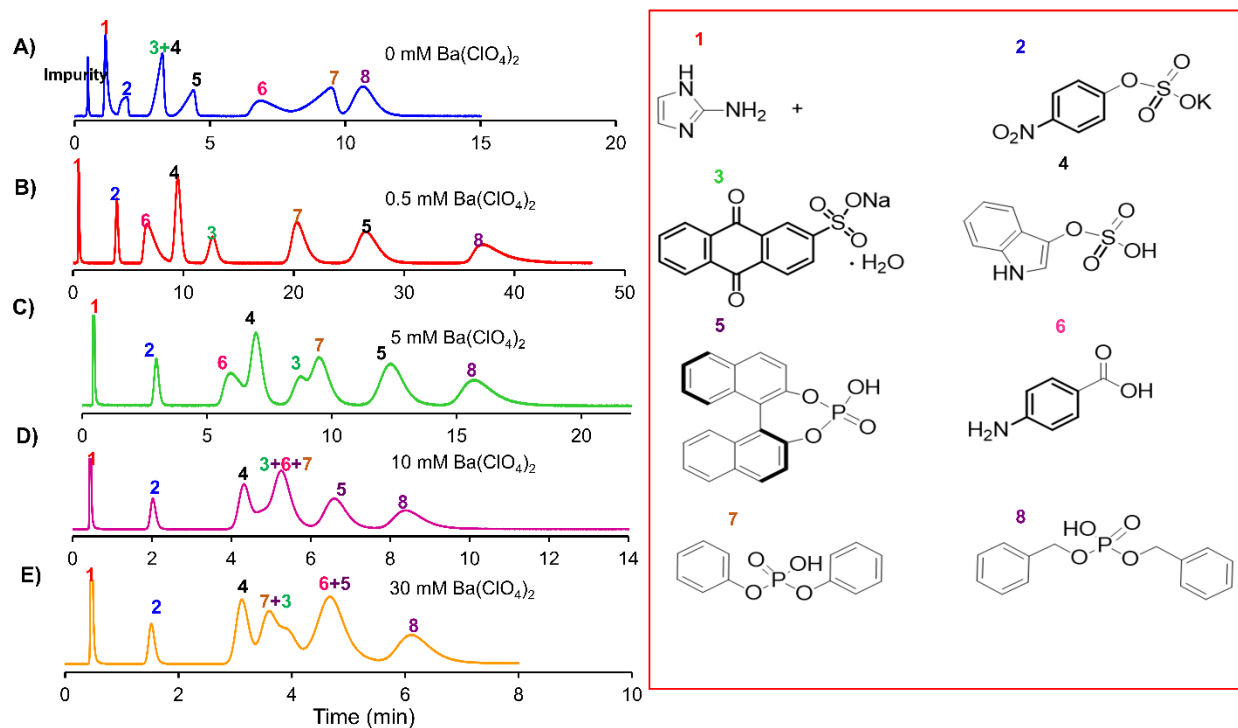 A)
1
Impurity
2
3+4
5
0 mM Ba(ClO4)2
6
7
8
0 5 10 15 20
B)
1
2
6
4
3
0.5 mM Ba(ClO4)2
7
5
8
0 10 20 30 40 50
C)
1
2
6
4
3
7
5 mM Ba(ClO4)2
5
8
0 5 10 15 20
D)
1
2
4
3+6+7
10 mM Ba(ClO4)2
5
8
0 2 4 6 8 10 12 14
E)
1
2
4
7+3
6+5
30 mM Ba(ClO4)2
8
0 2 4 6 8 10
Time (min)
1
H
N
NH2
N
+
2
O
O
S
O
OK
NO2
3
O
O
ONa
S
O
O
· H2O
4
O
O
S
O
OH
HN
5
O
OH
P
O
O
6
O
OH
H2N
7
O
P
OH
O
O
8
HO
O
P
O
O